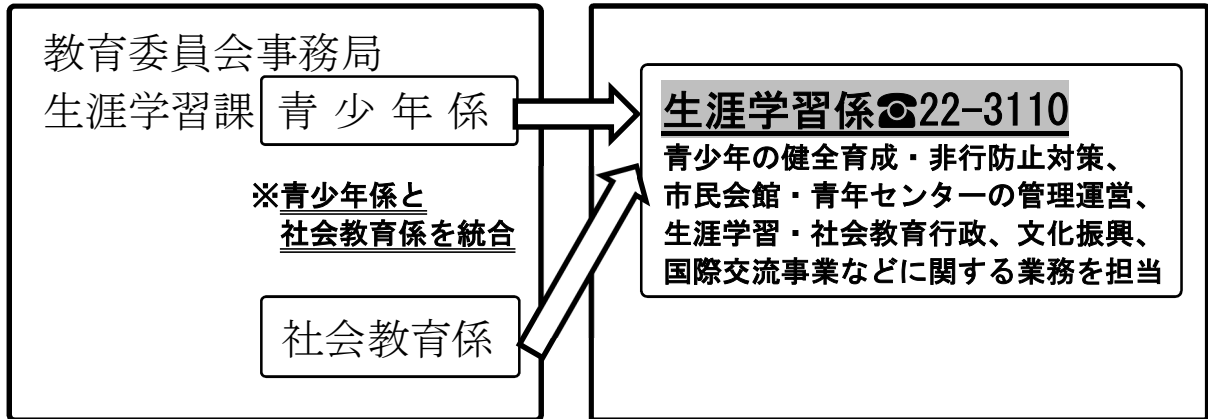 教育委員会事務局
生涯学習課
青少年係
※青少年係と
社会教育係を統合
社会教育係
生涯学習係☎22-3110
青少年の健全育成・非行防止対策、
市民会館・青年センターの管理運営、
生涯学習・社会教育行政、文化振興、
国際交流事業などに関する業務を担当